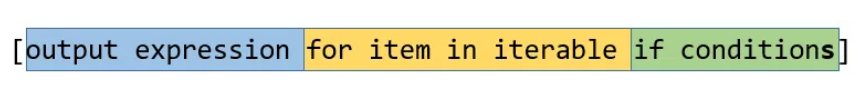 [output expression for item in iterable if conditions]